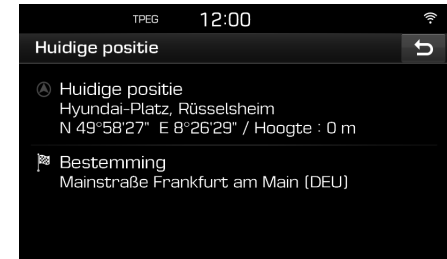 TPEG 12:00
Huidige positie
Huidige positie
Hyundai-Platz, Rüsselsheim
N 49°58'27" E 8°26'29" / Hoogte : 0 m
Bestemming
Mainstraße Frankfurt am Main (DEU)